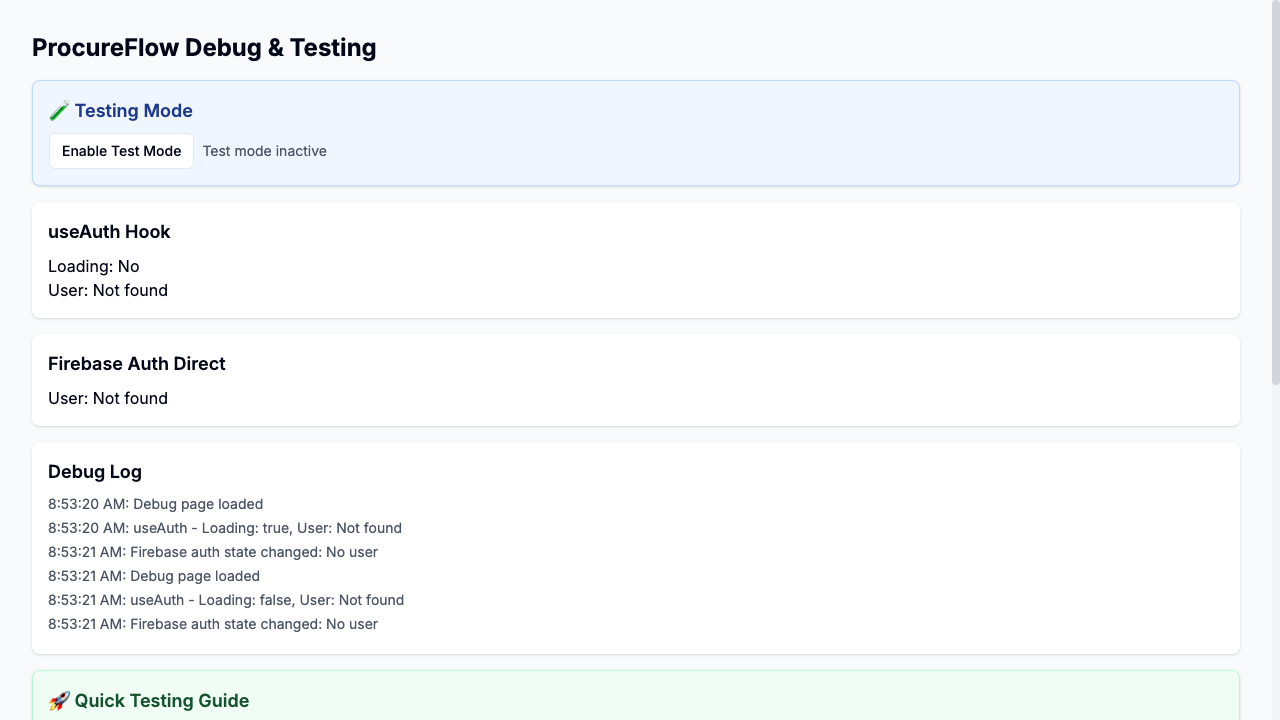 ProcureFlow Debug & Testing
🧪 Testing Mode
Enable Test Mode Test mode inactive
useAuth Hook
Loading: No
User: Not found
Firebase Auth Direct
User: Not found
Debug Log
8:53:20 AM: Debug page loaded
8:53:20 AM: useAuth - Loading: true, User: Not found
8:53:21 AM: Firebase auth state changed: No user
8:53:21 AM: Debug page loaded
8:53:21 AM: useAuth - Loading: false, User: Not found
8:53:21 AM: Firebase auth state changed: No user
🚀 Quick Testing Guide